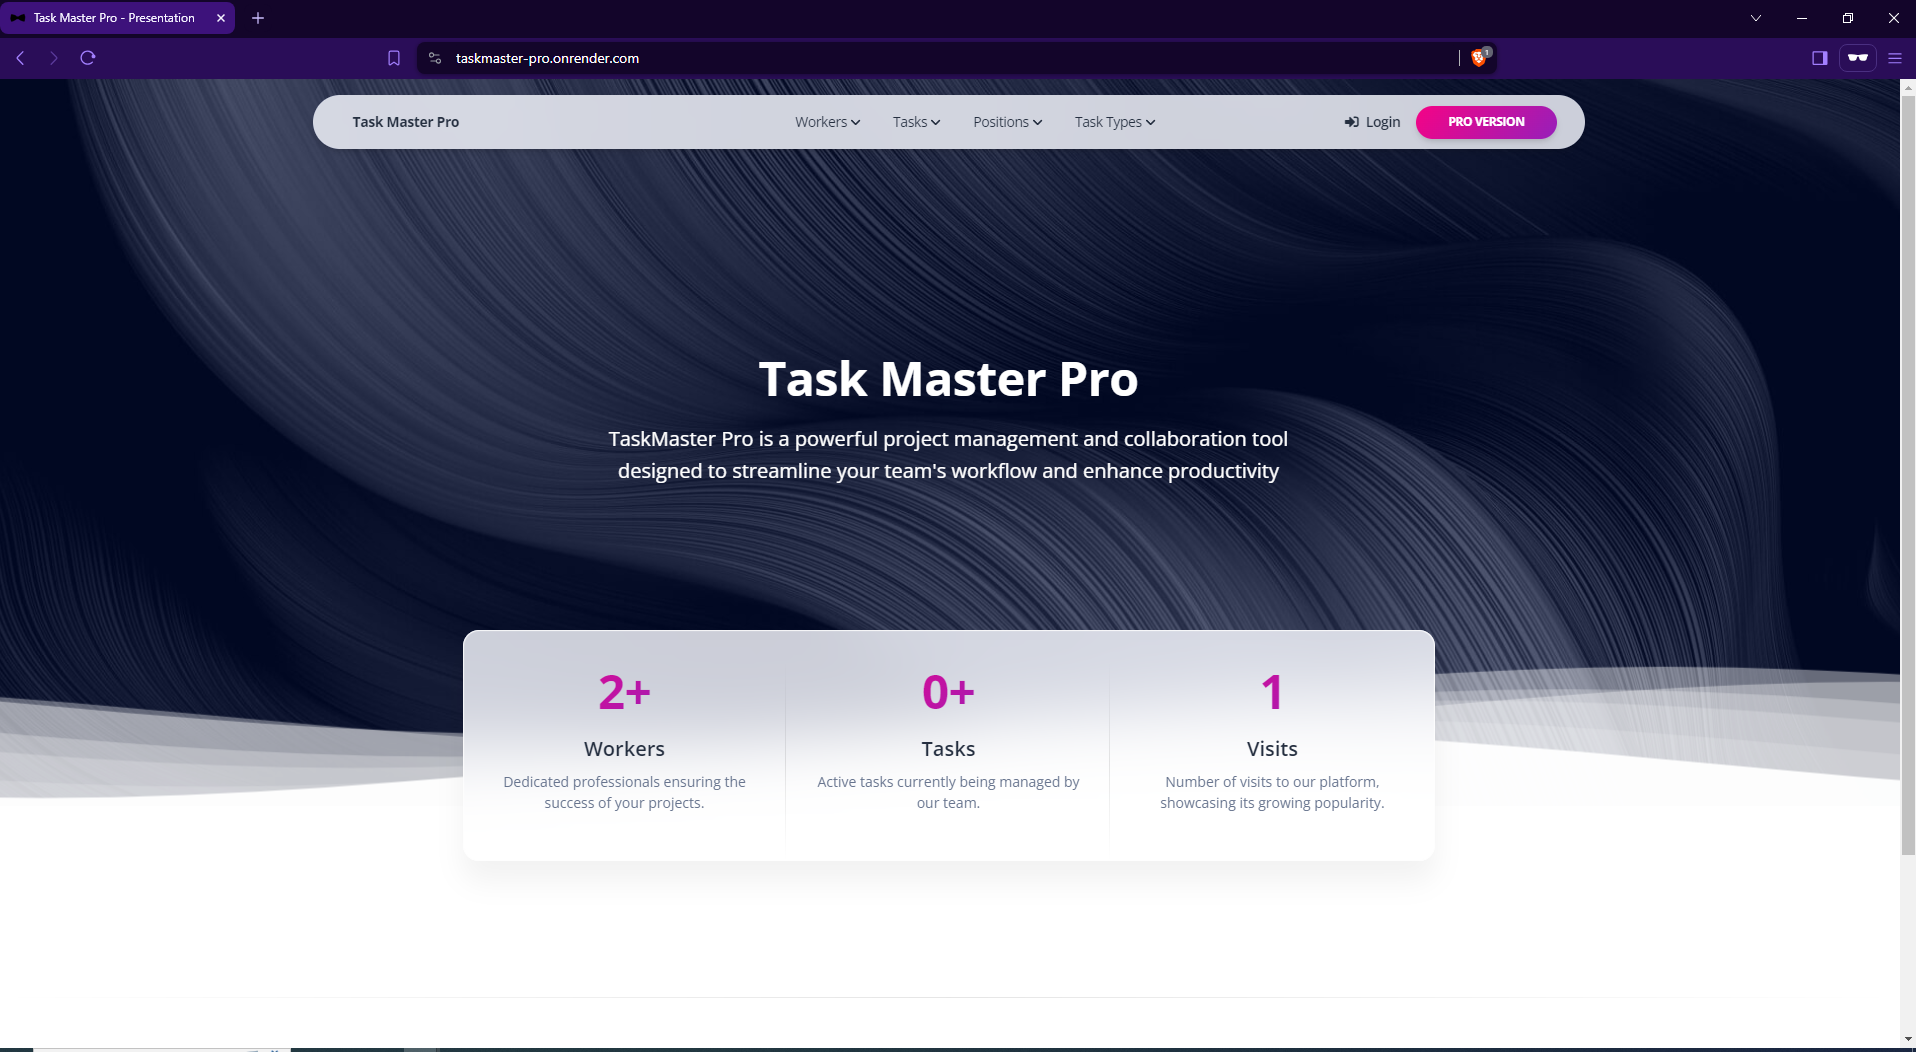 Task Master Pro - Presentation
taskmaster-pro.onrender.com
1
Task Master Pro
Workers
Tasks
Positions
Task Types
Login
PRO VERSION
Task Master Pro
TaskMaster Pro is a powerful project management and collaboration tool
designed to streamline your team's workflow and enhance productivity
2+
Workers
Dedicated professionals ensuring the
success of your projects.
0+
Tasks
Active tasks currently being managed by
our team.
1
Visits
Number of visits to our platform,
showcasing its growing popularity.